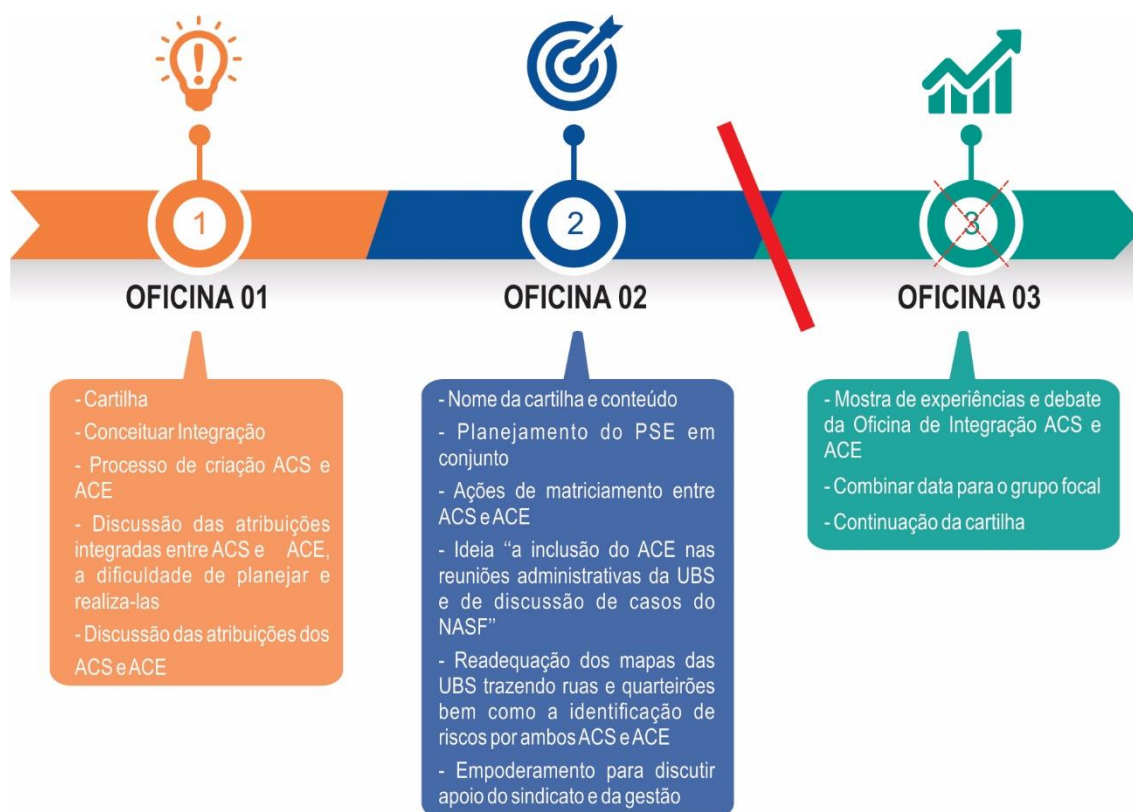 1
2
3
OFICINA 01
OFICINA 02
OFICINA 03
- Cartilha
- Conceituar Integração
- Processo de criação ACS e
ACE
- Discussão das atribuições
integradas entre ACS e ACE,
a dificuldade de planejar e
realiza-las
- Discussão das atribuições dos
ACS e ACE
- Nome da cartilha e conteúdo
- Planejamento do PSE em
conjunto
- Ações de matriciamento entre
ACS e ACE
- Ideia “a inclusão do ACE nas
reuniões administrativas da UBS
e de discussão de casos do
NASF”
- Readequação dos mapas das
UBS trazendo ruas e quarteirões
bem como a identificação de
riscos por ambos ACS e ACE
- Empoderamento para discutir
apoio do sindicato e da gestão
- Mostra de experiências e debate
da Oficina de Integração ACS e
ACE
- Combinar data para o grupo focal
- Continuação da cartilha